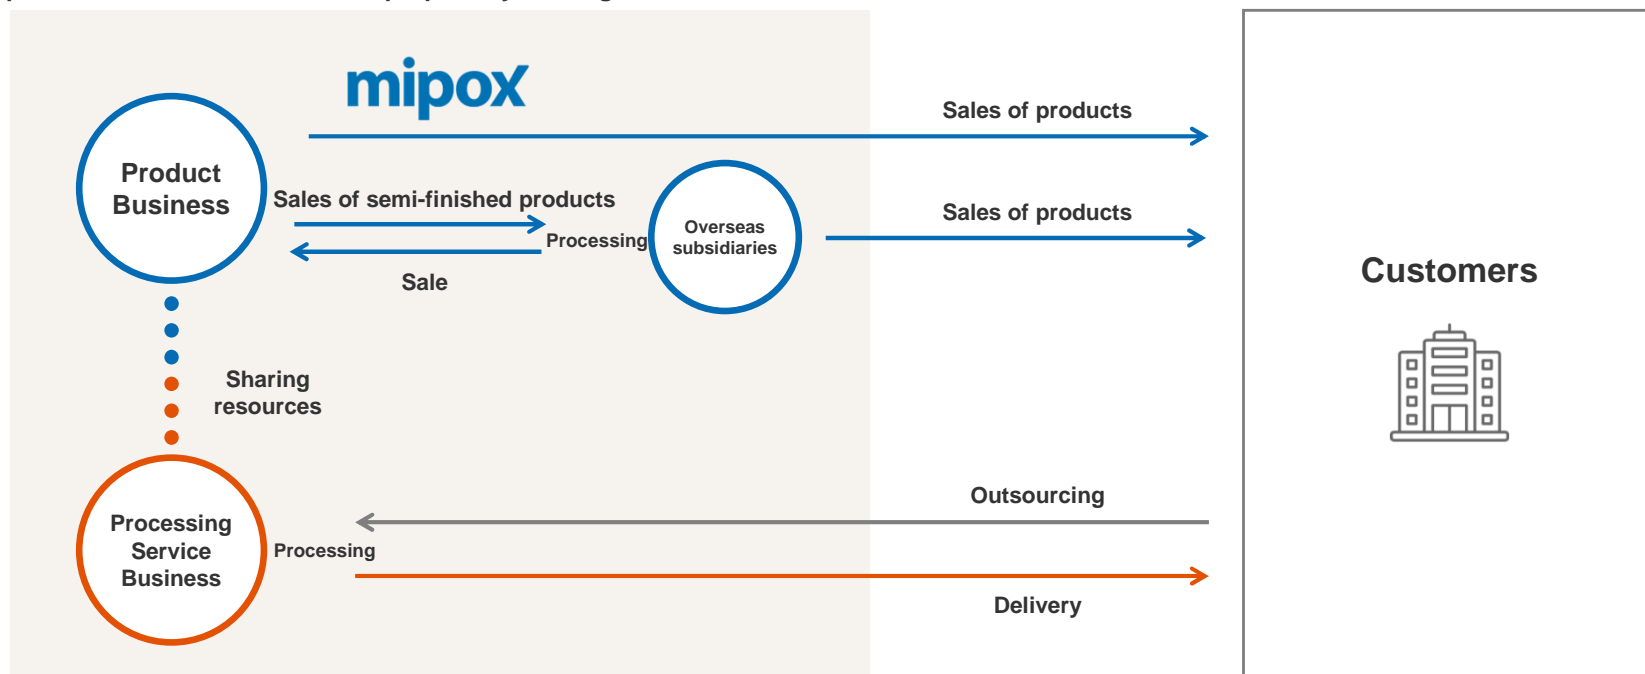 mipox
Sales of products
Product
Business
Sales of semi-finished products
Processing
Sale
Overseas
subsidiaries
Sales of products
Customers
Sharing
resources
Outsourcing
Processing
Service
Business
Processing
Delivery